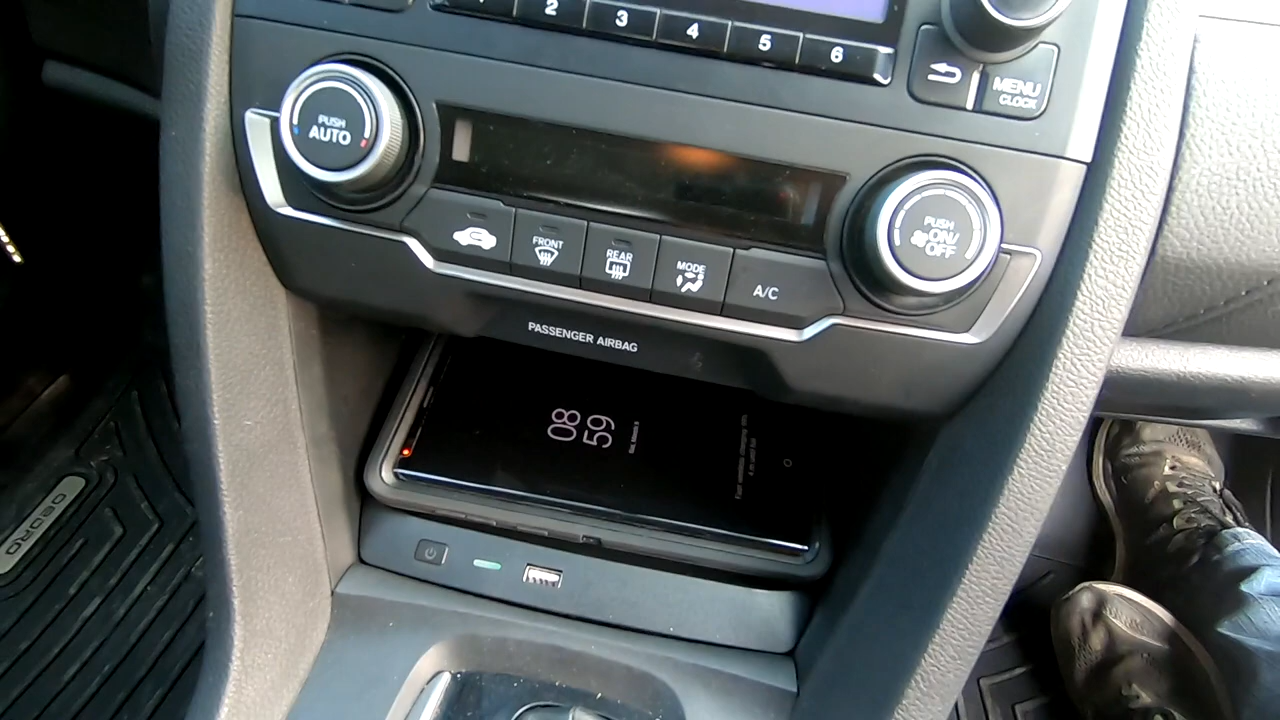 2
3
4
5
6
MENU
CLOCK
PUSH
AUTO
PUSH
ON/
OFF
FRONT
REAR
MODE
A/C
PASSENGER AIRBAG
08
59
OEDRO